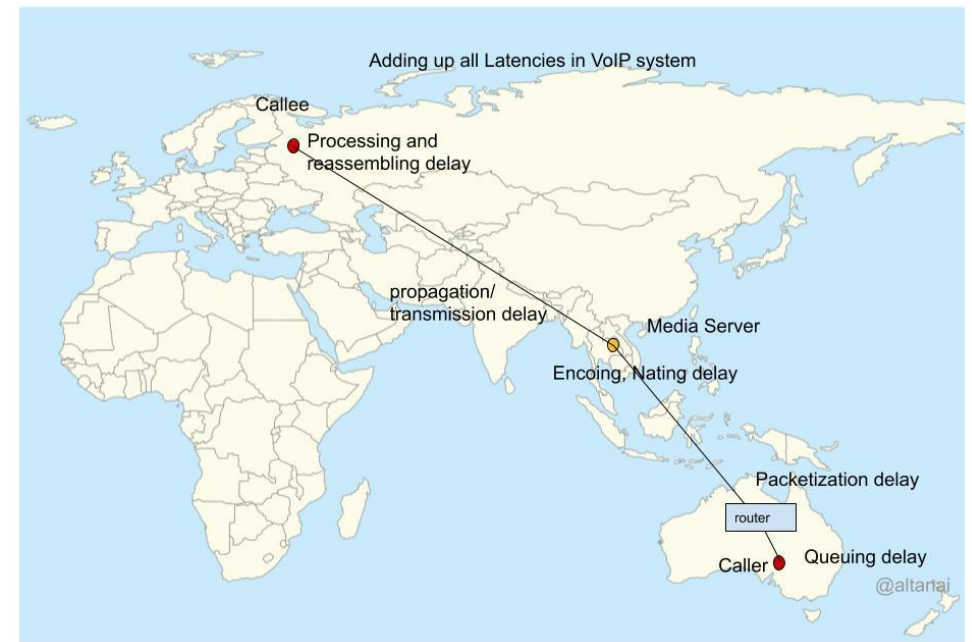 Adding up all Latencies in VoIP system
Callee
Processing and
reassembling delay
propagation/
transmission delay
Media Server
Encoing, Nating delay
Packetization delay
router
Queuing delay
Caller
@altanai